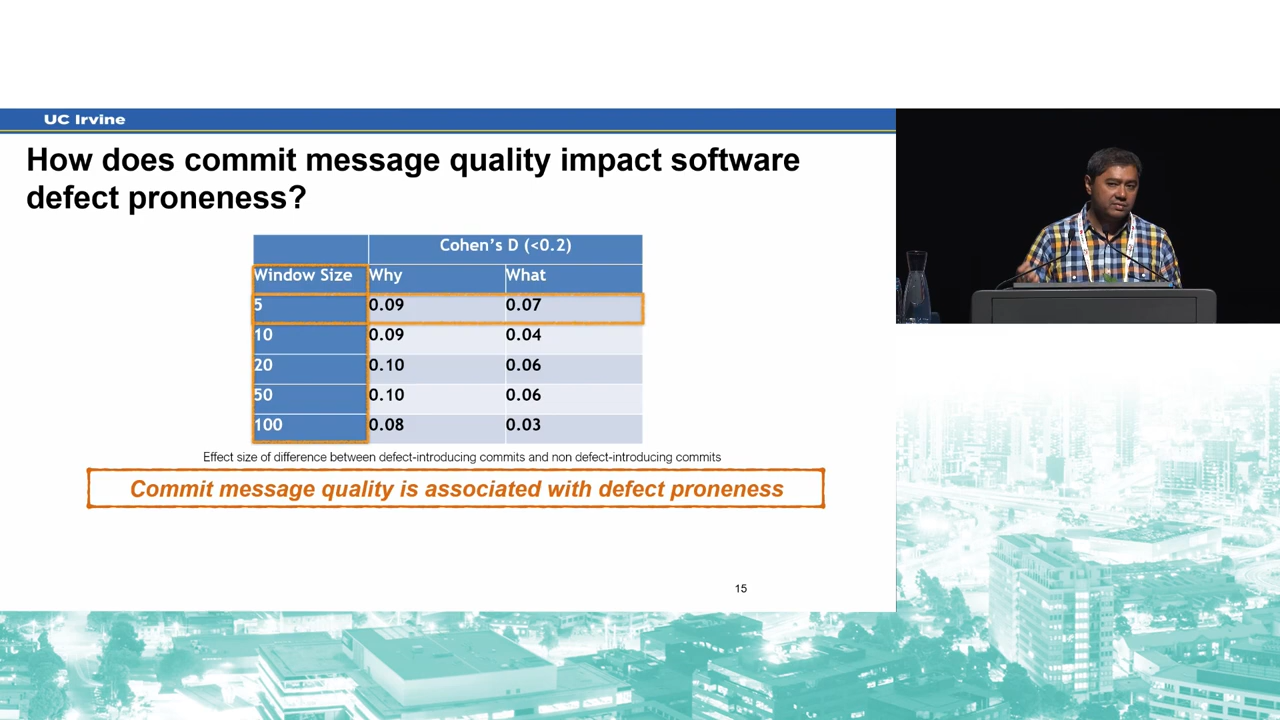 UC Irvine
How does commit message quality impact software
defect proneness?
Cohen's D (<0.2)
Window Size Why What
5 0.09 0.07
10 0.09 0.04
20 0.10 0.06
50 0.10 0.06
100 0.08 0.03
Effect size of difference between defect-introducing commits and non defect-introducing commits
Commit message quality is associated with defect proneness
15